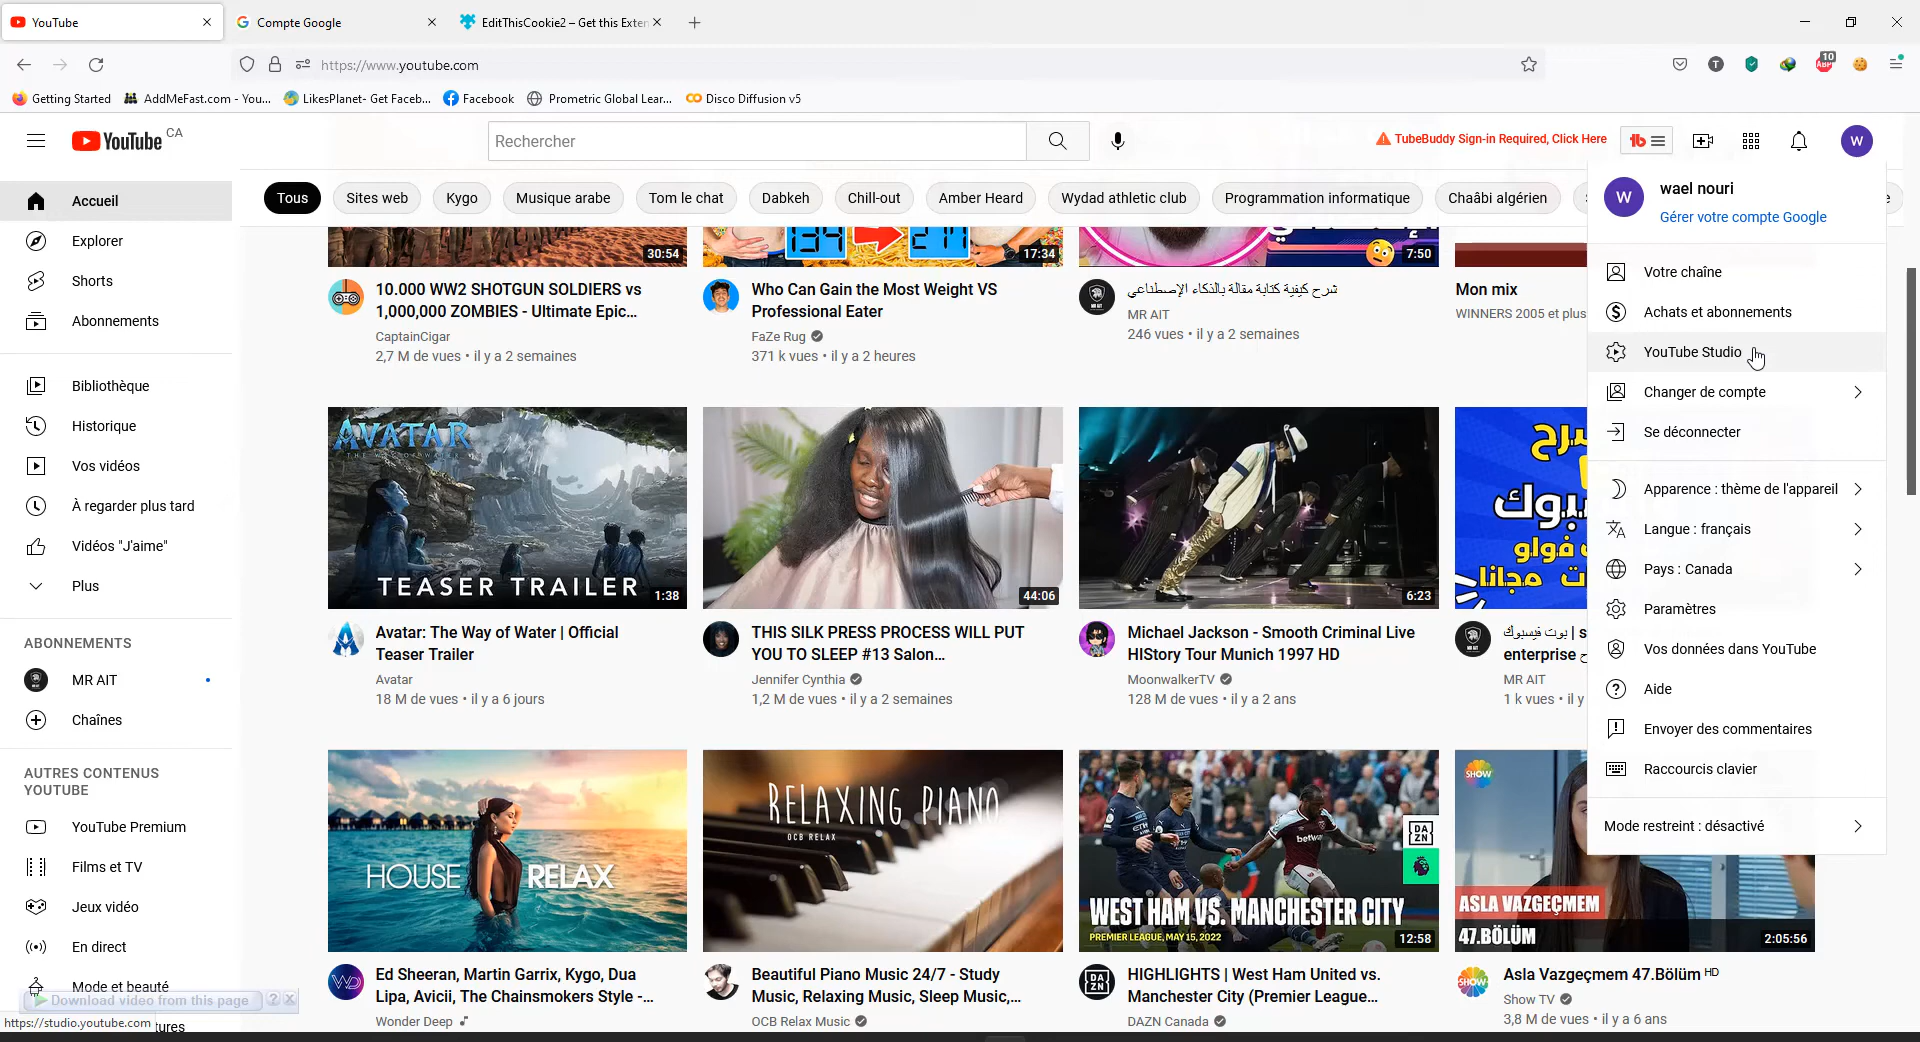 YouTube
Compte Google
EditThisCookie2 – Get this Exten
https://www.youtube.com
10
ABP
T
Getting Started
AddMeFast.com - You...
LikesPlanet- Get Faceb...
Facebook
Prometric Global Lear...
Disco Diffusion v5
YouTube CA
Rechercher
TubeBuddy Sign-in Required, Click Here
tb
W
Accueil
Explorer
Shorts
Abonnements
Bibliothèque
Historique
Vos vidéos
À regarder plus tard
Vidéos "J'aime"
Plus
ABONNEMENTS
MR AIT
Chaînes
AUTRES CONTENUS
YOUTUBE
YouTube Premium
Films et TV
Jeux vidéo
En direct
Mode et beauté
Download video from this page
?
https://studio.youtube.com
tures
Tous
Sites web
Kygo
Musique arabe
Tom le chat
Dabkeh
Chill-out
Amber Heard
Wydad athletic club
Programmation informatique
Chaâbi algérien
30:54
10.000 WW2 SHOTGUN SOLDIERS vs
1,000,000 ZOMBIES - Ultimate Epic...
CaptainCigar
2,7 M de vues • il y a 2 semaines
17:34
Who Can Gain the Most Weight VS
Professional Eater
FaZe Rug
371 k vues • il y a 2 heures
7:50
شرح كيفية كتابة مقالة بالذكاء الإصطناعي
MR AIT
246 vues • il y a 2 semaines
Mon mix
WINNERS 2005 et plus
AVATAR
THE WAY OF WATER
TEASER TRAILER
1:38
Avatar: The Way of Water | Official
Teaser Trailer
Avatar
18 M de vues • il y a 6 jours
44:06
THIS SILK PRESS PROCESS WILL PUT
YOU TO SLEEP #13 Salon...
Jennifer Cynthia
1,2 M de vues • il y a 2 semaines
6:23
Michael Jackson - Smooth Criminal Live
HIStory Tour Munich 1997 HD
MoonwalkerTV
128 M de vues • il y a 2 ans
فولو
مجانا
بوت فيسبوك | s
enterprise
MR AIT
1 k vues • il y
HOUSE RELAX
Ed Sheeran, Martin Garrix, Kygo, Dua
Lipa, Avicii, The Chainsmokers Style -...
Wonder Deep
RELAXING PIANO
OCB RELAX
Beautiful Piano Music 24/7 - Study
Music, Relaxing Music, Sleep Music,...
OCB Relax Music
DAZN
betway
WEST HAM VS. MANCHESTER CITY
PREMIER LEAGUE, MAY 15, 2022
12:58
HIGHLIGHTS | West Ham United vs.
Manchester City (Premier League...
DAZN Canada
SHOW
ASLA VAZGEÇMEM
47.BÖLÜM
2:05:56
Asla Vazgeçmem 47.Bölüm HD
Show TV
3,8 M de vues • il y a 6 ans
W
wael nouri
Gérer votre compte Google
Votre chaîne
Achats et abonnements
YouTube Studio
Changer de compte
Se déconnecter
Apparence : thème de l'appareil
Langue : français
Pays : Canada
Paramètres
Vos données dans YouTube
Aide
Envoyer des commentaires
Raccourcis clavier
Mode restreint : désactivé